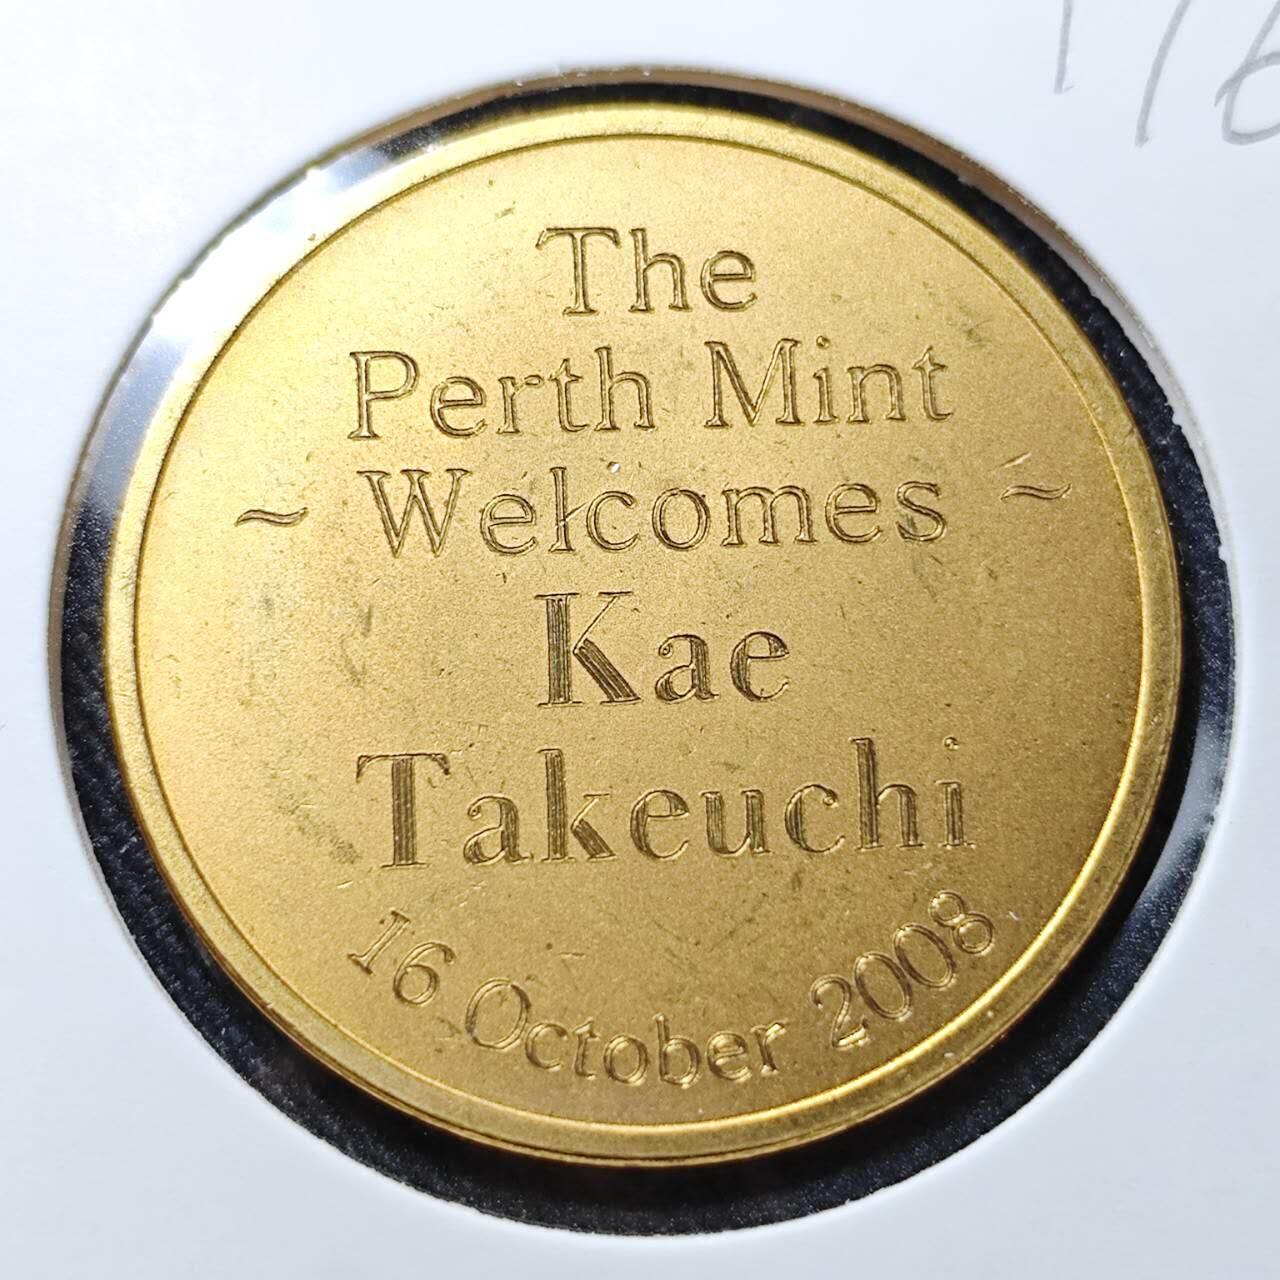 The
Perth Mint
~ Welcomes ~
Kae
Takeuchi
16 October 2008